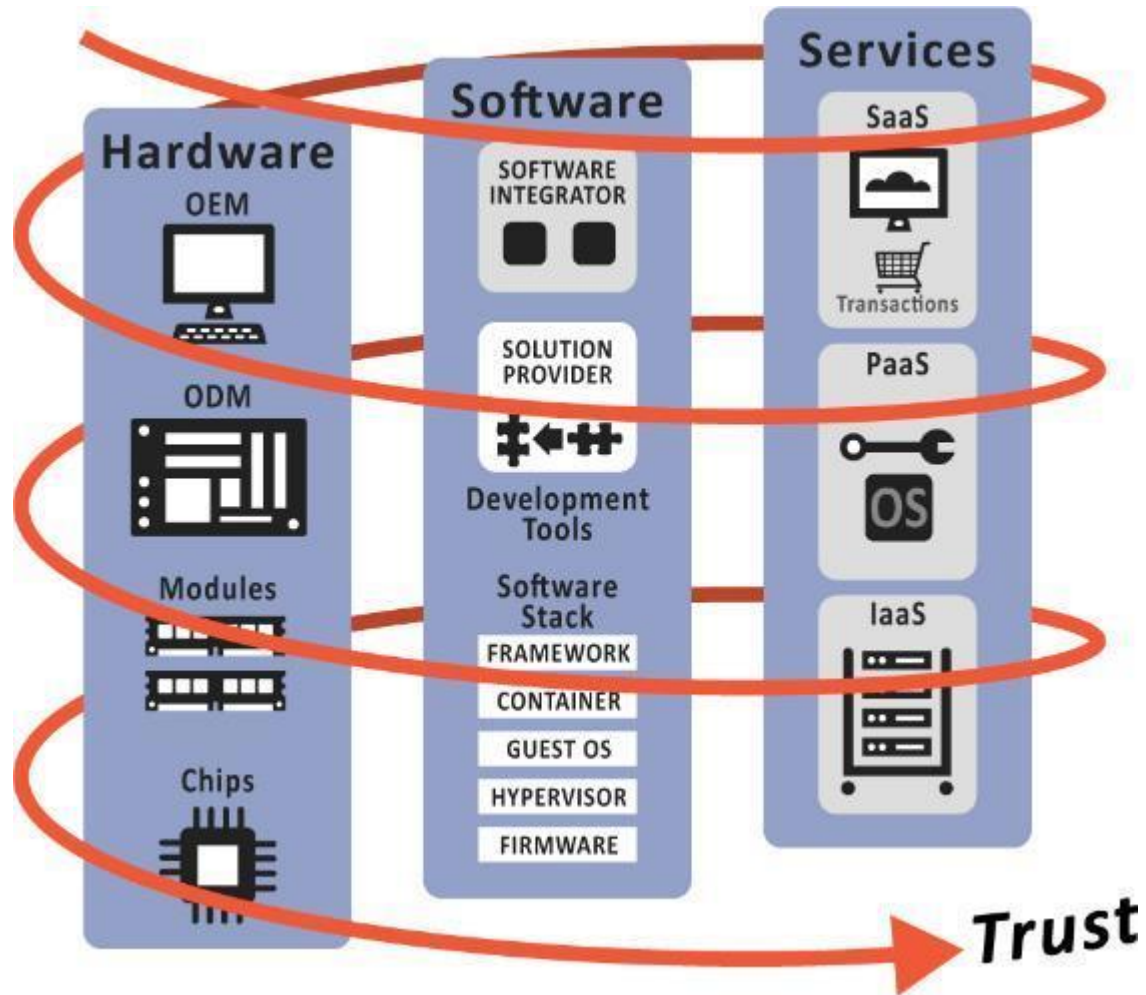 Hardware
OEM
ODM
Modules
Chips
Software
SOFTWARE
INTEGRATOR
SOLUTION
PROVIDER
Development
Tools
Software
Stack
FRAMEWORK
CONTAINER
GUEST OS
HYPERVISOR
FIRMWARE
Services
SaaS
Transactions
PaaS
OS
IaaS
Trust